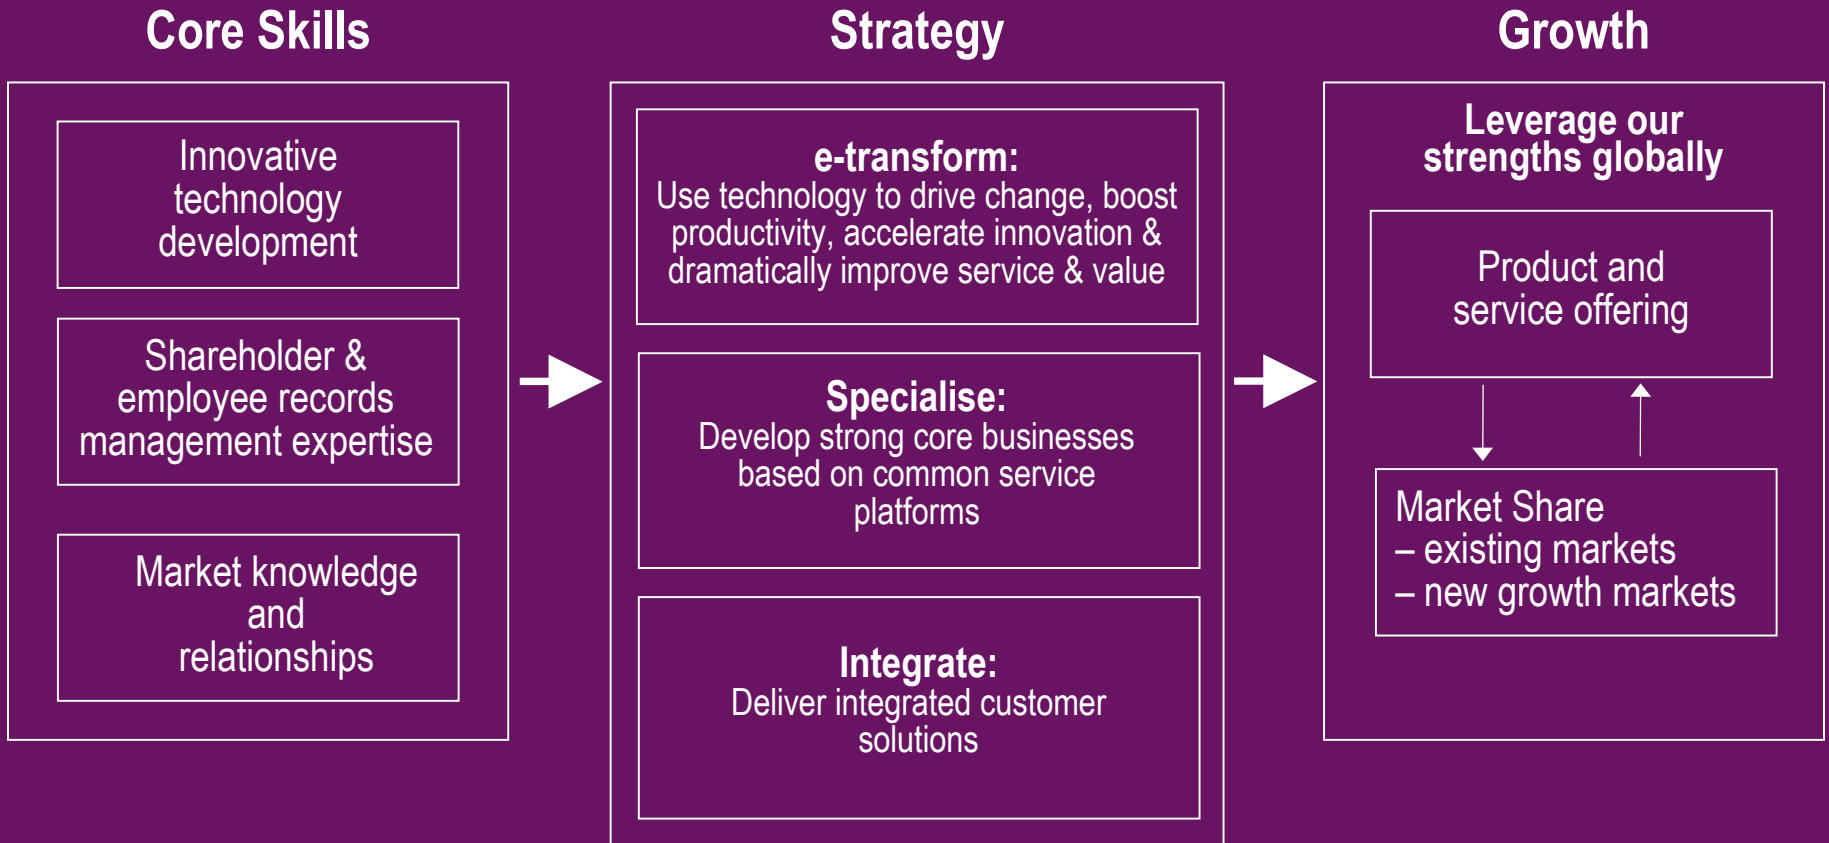 Core Skills
Innovative
technology
development
Shareholder &
employee records
management expertise
Market knowledge
and
relationships
Strategy
e-transform:
Use technology to drive change, boost
productivity, accelerate innovation &
dramatically improve service & value
Specialise:
Develop strong core businesses
based on common service
platforms
Integrate:
Deliver integrated customer
solutions
Growth
Leverage our
strengths globally
Product and
service offering
Market Share
– existing markets
– new growth markets